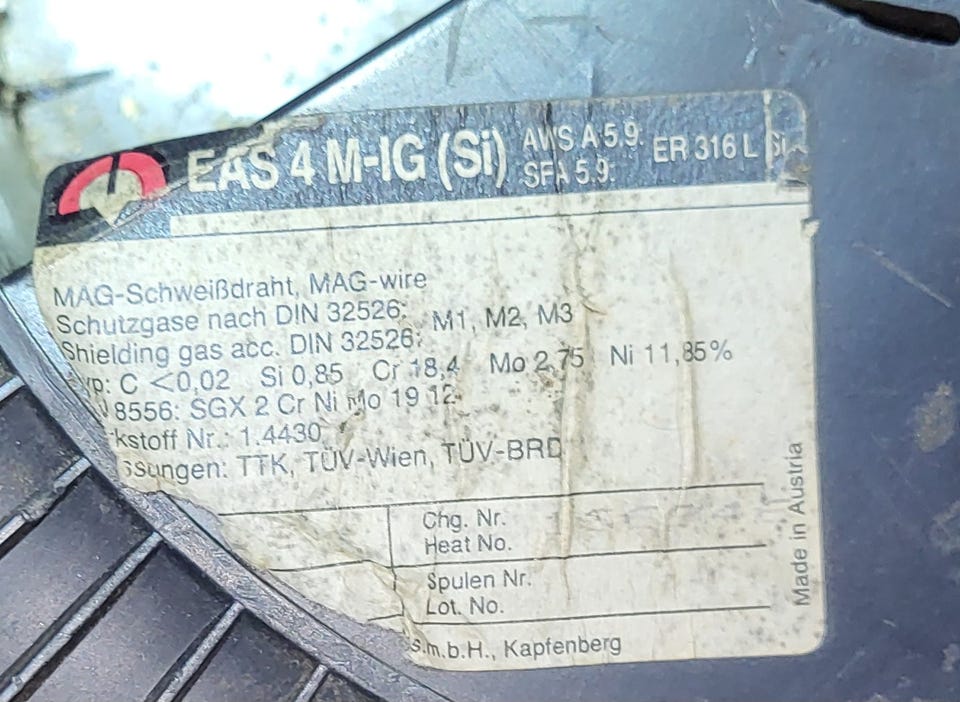 EAS 4 M-IG (Si) AWS A 5.9: ER 316 L Si
SFA 5.9:
MAG-Schweißdraht, MAG-wire
Schutzgase nach DIN 32526: M1, M2, M3
Shielding gas acc. DIN 32526:
yp: C <0,02 Si 0,85 Cr 18,4 Mo 2,75 Ni 11,85%
8556: SGX 2 Cr Ni Mo 19 12
kstoff Nr.: 1.4430
ssungen: TTK, TÜV-Wien, TÜV-BRD
Chg. Nr.
Heat No.
Spulen Nr.
Lot. No.
s.m.b.H., Kapfenberg
Made in Austria